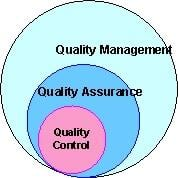 Quality Management
Quality Assurance
Quality
Control